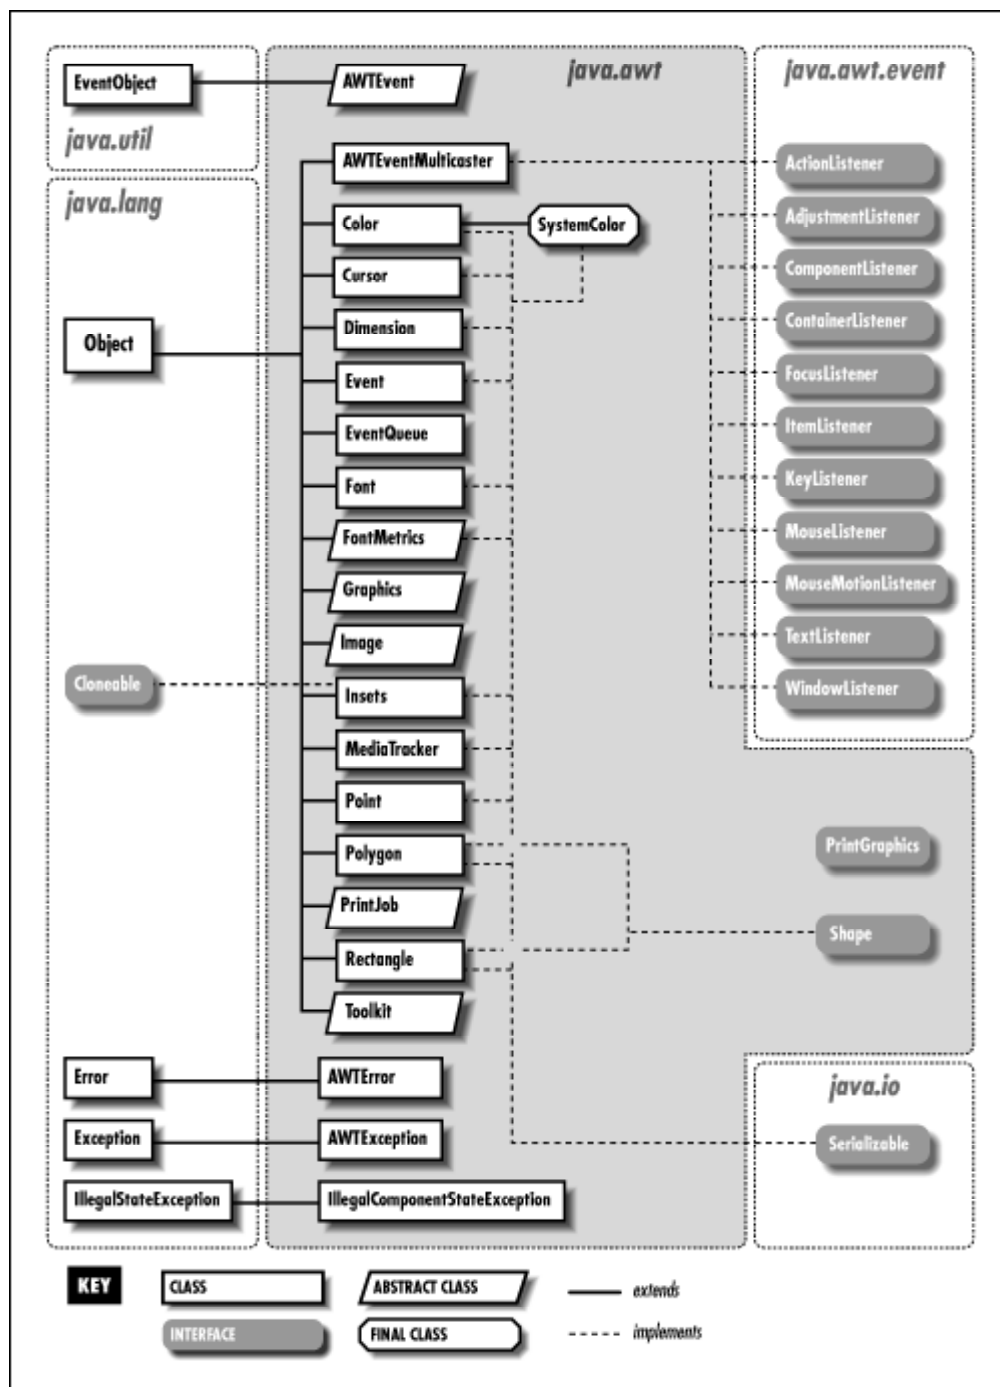 EventObject
java.util
java.lang
Object
Cloneable
Error
Exception
IllegalStateException
java.awt
AWTEvent
AWTEventMulticaster
Color
SystemColor
Cursor
Dimension
Event
EventQueue
Font
FontMetrics
Graphics
Image
Insets
MediaTracker
Point
Polygon
PrintJob
Rectangle
Toolkit
AWTError
AWTException
IllegalComponentStateException
java.awt.event
ActionListener
AdjustmentListener
ComponentListener
ContainerListener
FocusListener
ItemListener
KeyListener
MouseListener
MouseMotionListener
TextListener
WindowListener
PrintGraphics
Shape
java.io
Serializable
KEY
CLASS
ABSTRACT CLASS
extends
INTERFACE
FINAL CLASS
implements